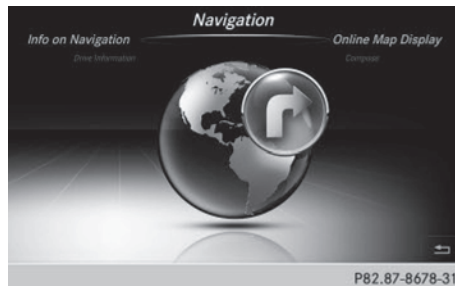 Navigation
Info on Navigation
Online Map Display
Drive Information
Compose
P82.87-8678-31